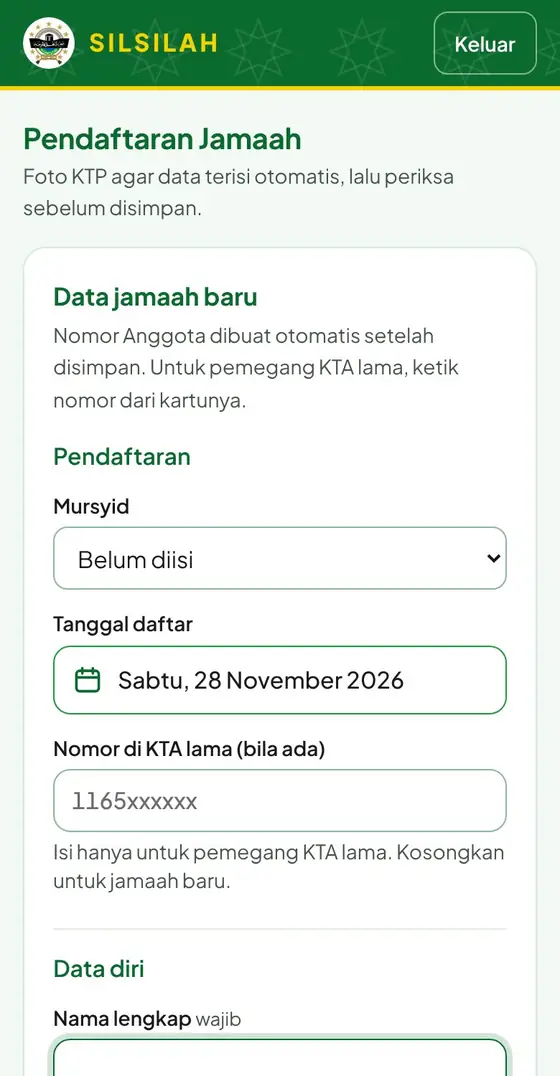 SILSILAH
Keluar
Pendaftaran Jamaah
Foto KTP agar data terisi otomatis, lalu periksa
sebelum disimpan.
Data jamaah baru
Nomor Anggota dibuat otomatis setelah
disimpan. Untuk pemegang KTA lama, ketik
nomor dari kartunya.
Pendaftaran
Mursyid
Belum diisi
Tanggal daftar
Sabtu, 28 November 2026
Nomor di KTA lama (bila ada)
1165xxxxxx
Isi hanya untuk pemegang KTA lama. Kosongkan
untuk jamaah baru.
Data diri
Nama lengkap wajib